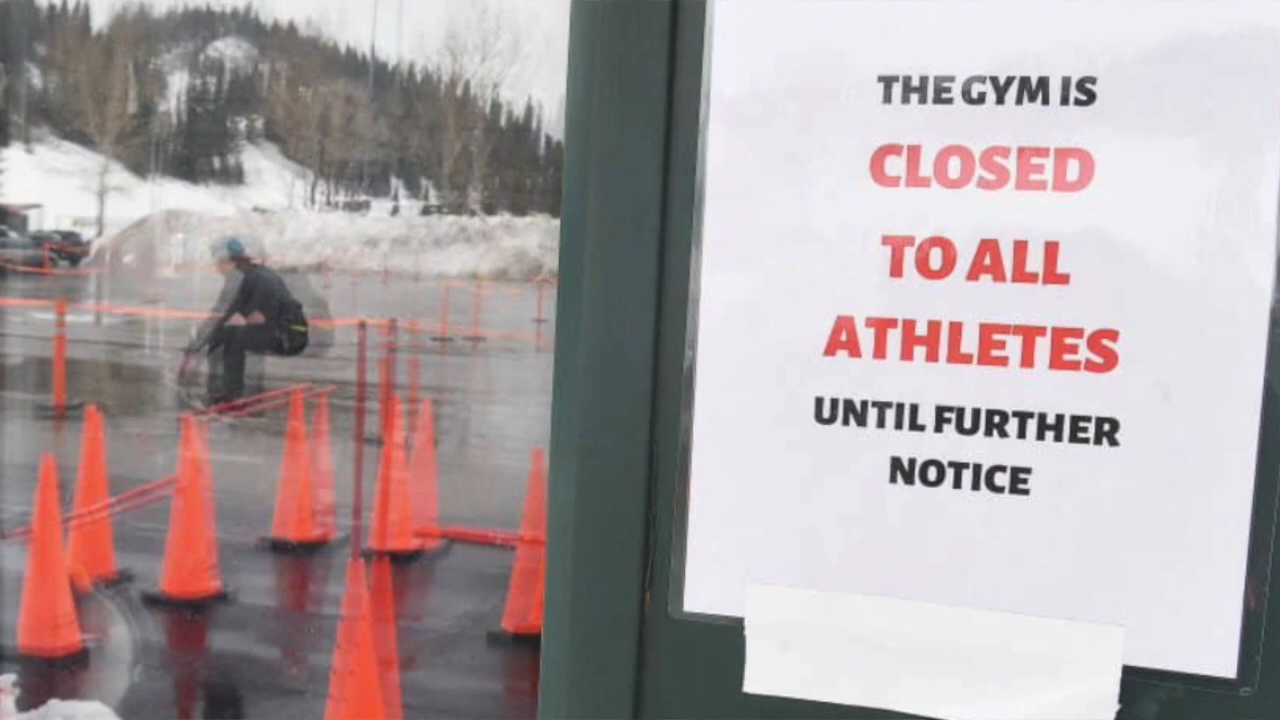 THE GYM IS
CLOSED
TO ALL
ATHLETES
UNTIL FURTHER
NOTICE